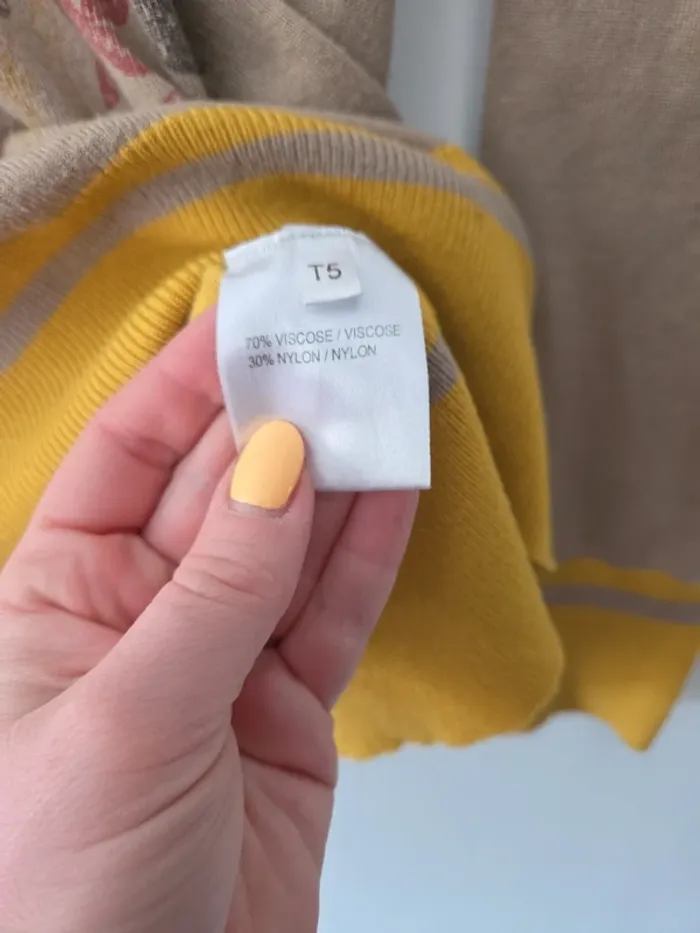 T5
70% VISCOSE / VISCOSE
30% NYLON / NYLON